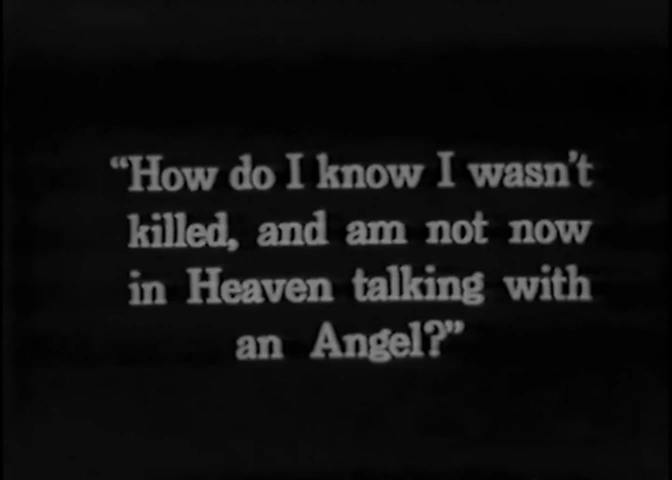 “How do I know I wasn't
killed, and am not now
in Heaven talking with
an Angel?”